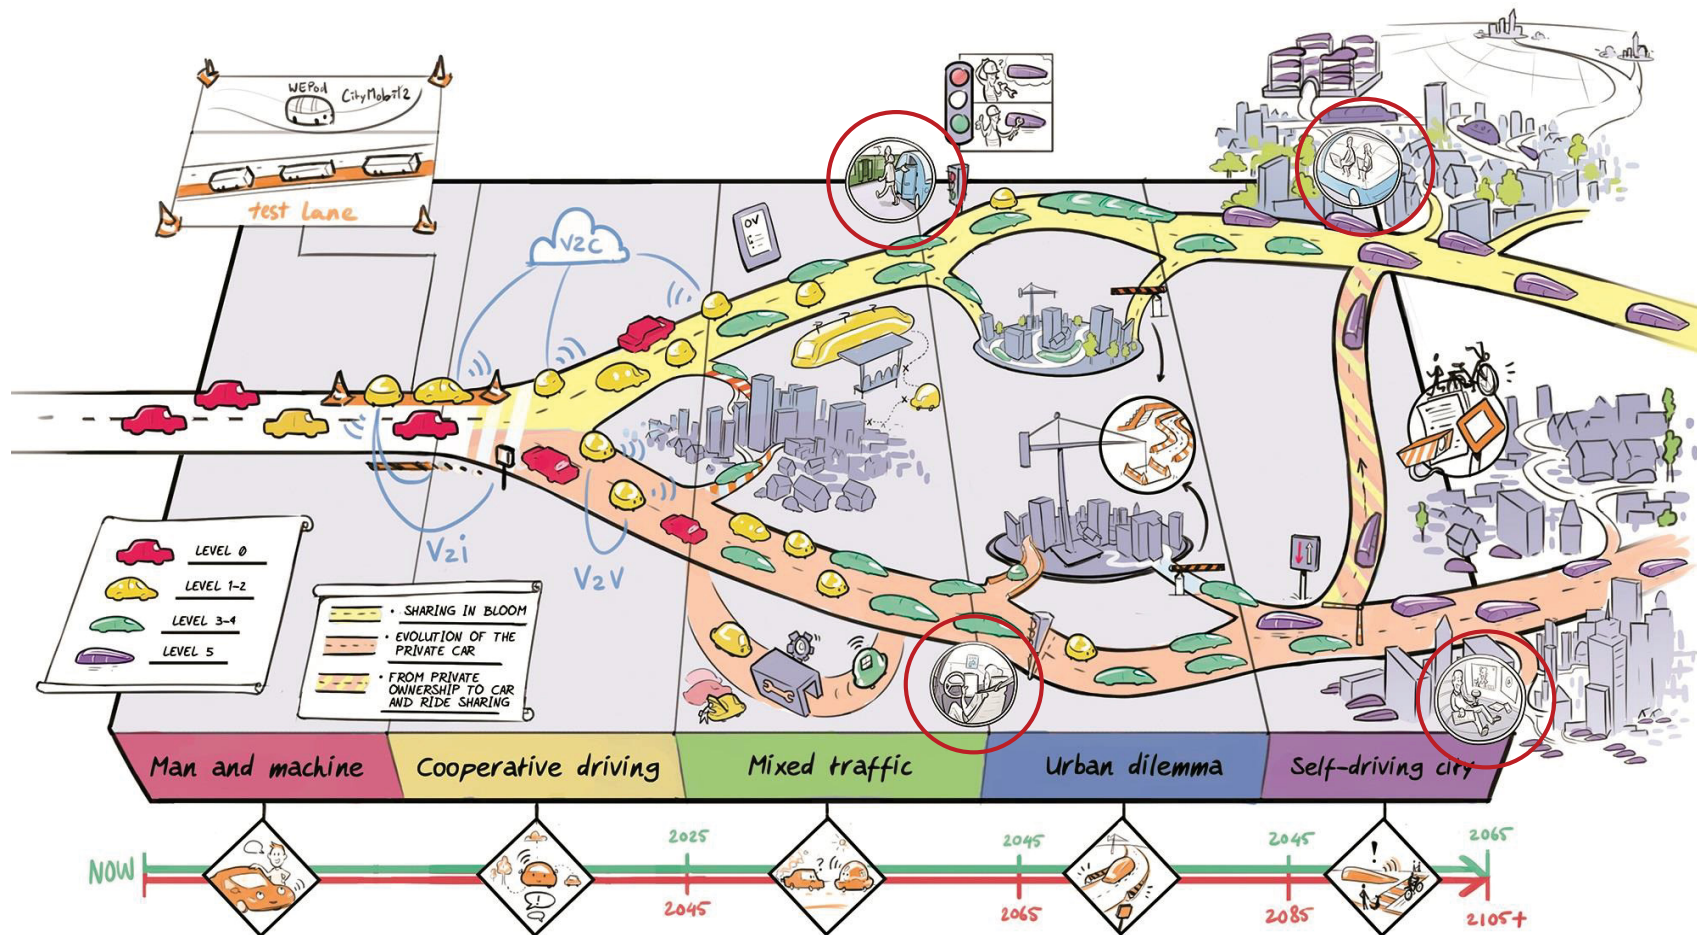 WEPod
CityMobil2
test lane
V2C
OV
V2i
V2V
LEVEL 0
LEVEL 1-2
LEVEL 3-4
LEVEL 5
• SHARING IN BLOOM
• EVOLUTION OF THE
PRIVATE CAR
• FROM PRIVATE
OWNERSHIP TO CAR
AND RIDE SHARING
Man and machine
Cooperative driving
Mixed traffic
Urban dilemma
Self-driving city
NOW
2025
2045
2045
2065
2045
2065
2085
2105+